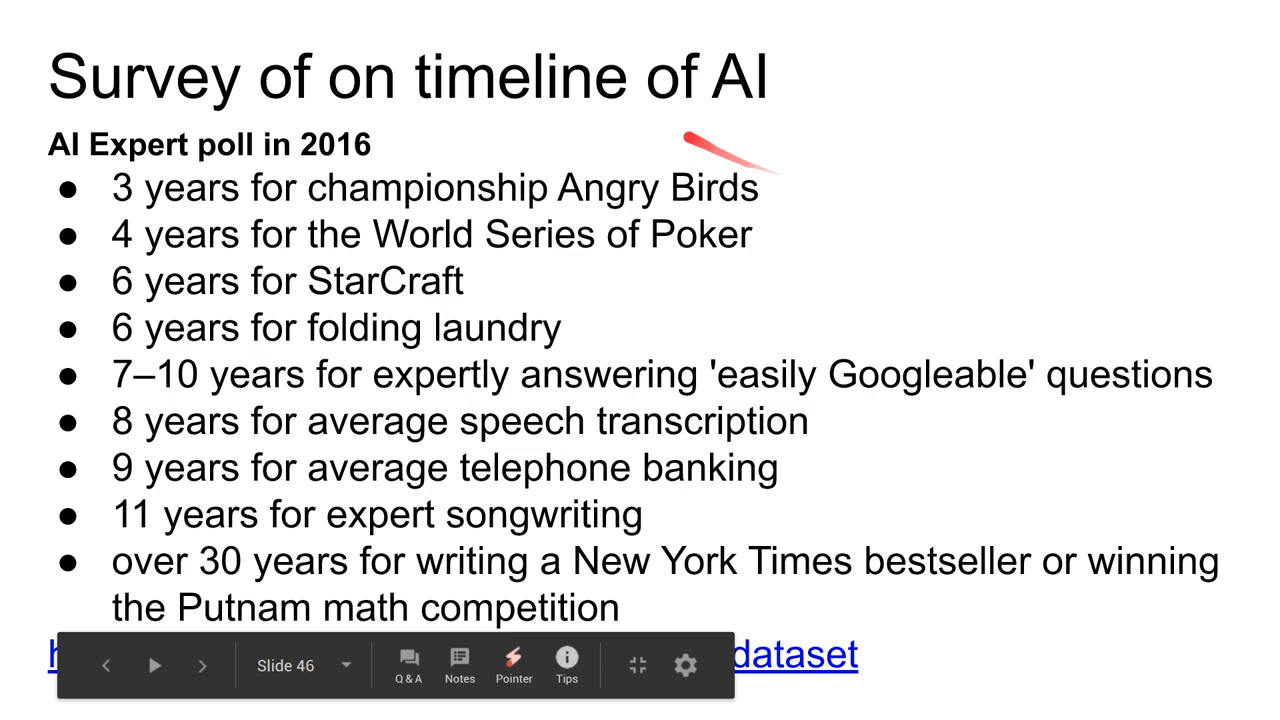 Survey of on timeline of AI
AI Expert poll in 2016
● 3 years for championship Angry Birds
● 4 years for the World Series of Poker
● 6 years for StarCraft
● 6 years for folding laundry
● 7–10 years for expertly answering 'easily Googleable' questions
● 8 years for average speech transcription
● 9 years for average telephone banking
● 11 years for expert songwriting
● over 30 years for writing a New York Times bestseller or winning
the Putnam math competition
dataset
Slide 46
Q & A Notes Pointer Tips